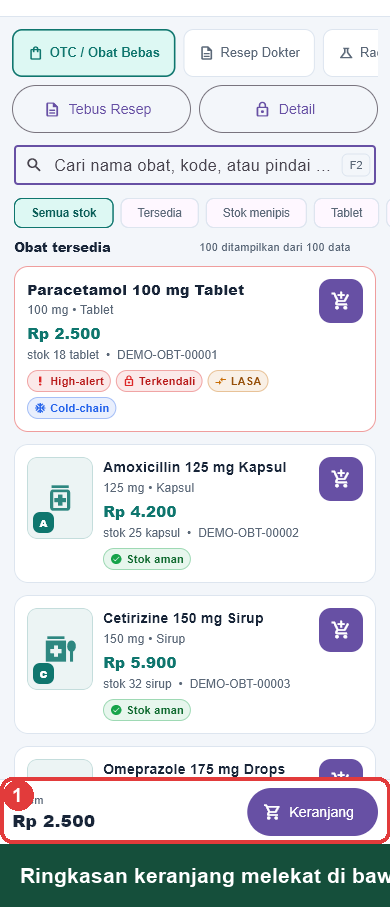 OTC / Obat Bebas
Resep Dokter
Tebus Resep
Detail
Cari nama obat, kode, atau pindai ...
F2
Semua stok
Tersedia
Stok menipis
Tablet
Obat tersedia
100 ditampilkan dari 100 data
Paracetamol 100 mg Tablet
100 mg • Tablet
Rp 2.500
stok 18 tablet • DEMO-OBT-00001
High-alert
Terkendali
LASA
Cold-chain
Amoxicillin 125 mg Kapsul
125 mg • Kapsul
Rp 4.200
stok 25 kapsul • DEMO-OBT-00002
A
Stok aman
Cetirizine 150 mg Sirup
150 mg • Sirup
Rp 5.900
stok 32 sirup • DEMO-OBT-00003
C
Stok aman
Omeprazole 175 mg Drops
1
Rp 2.500
Keranjang
Ringkasan keranjang melekat di baw